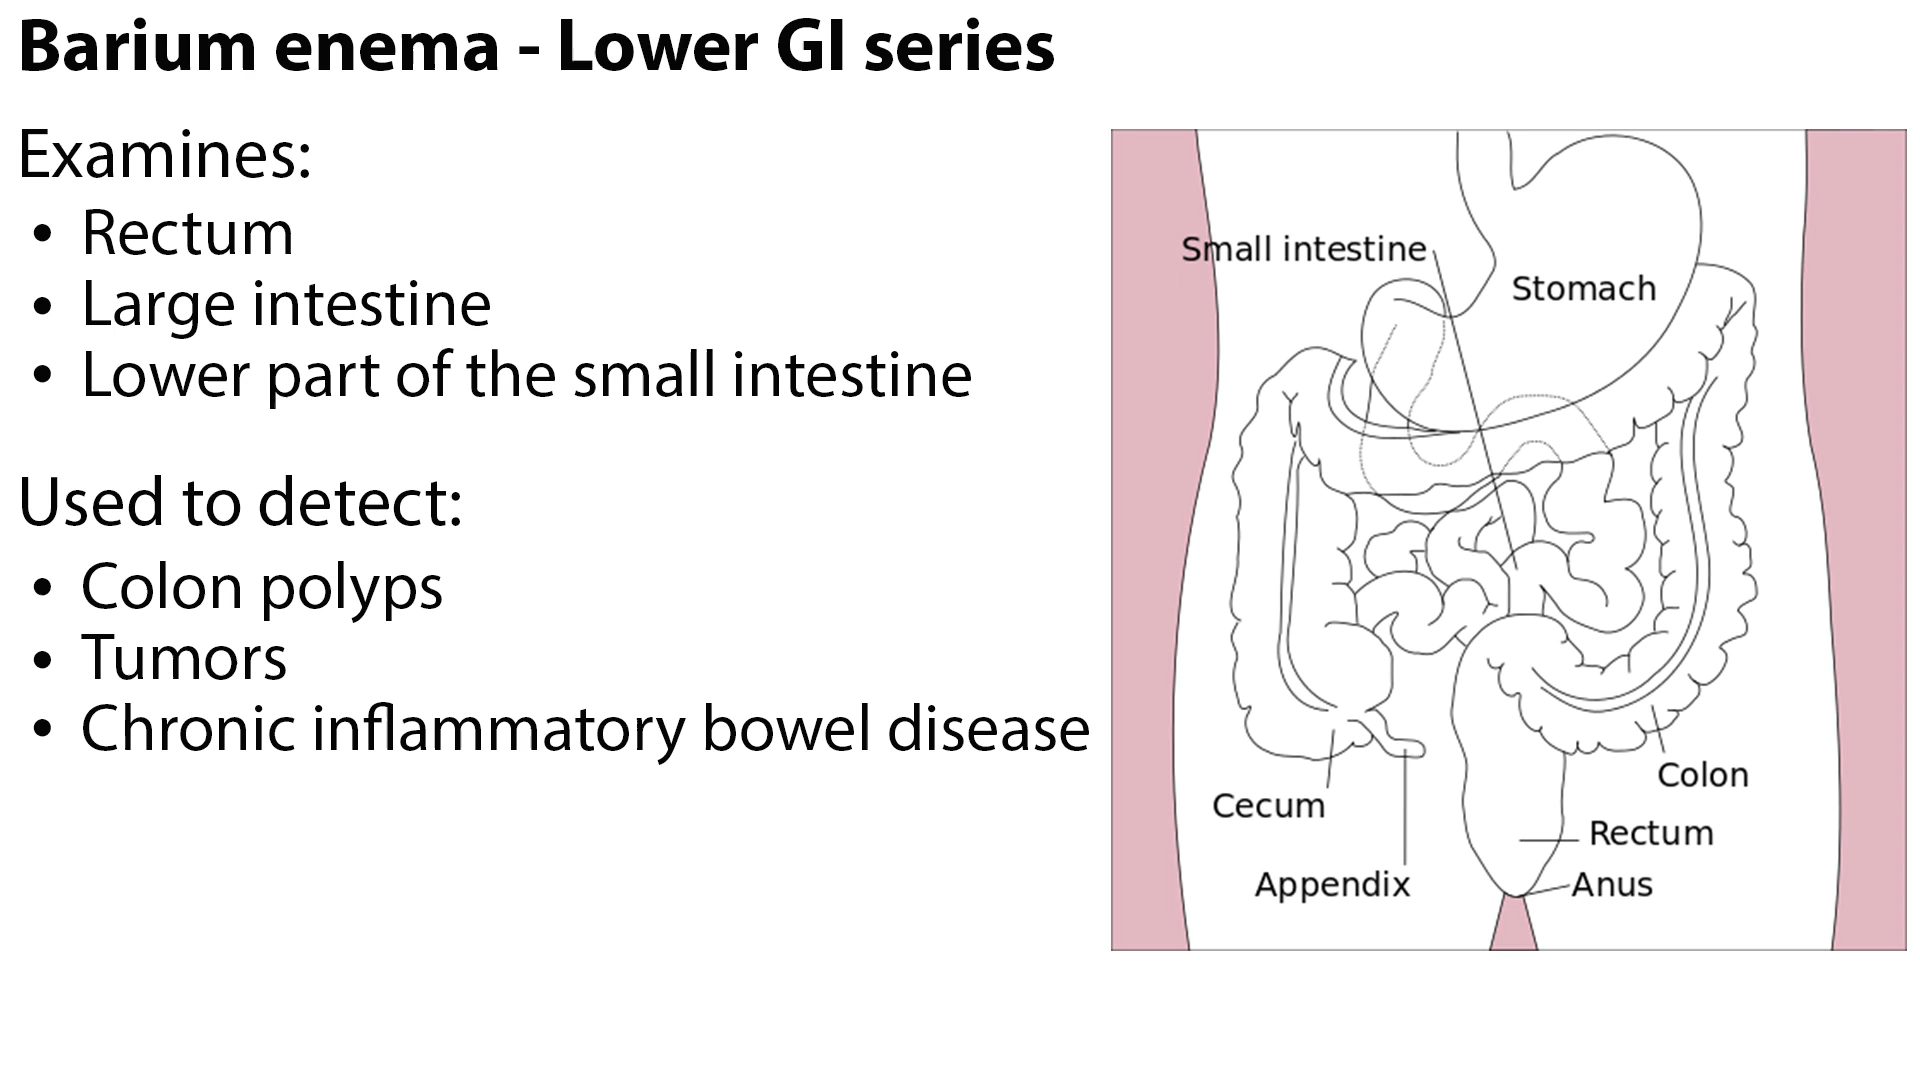 Barium enema - Lower GI series
Examines:
• Rectum
• Large intestine
• Lower part of the small intestine
Used to detect:
• Colon polyps
• Tumors
• Chronic inflammatory bowel disease
Small intestine
Stomach
Colon
Cecum
Rectum
Appendix
Anus